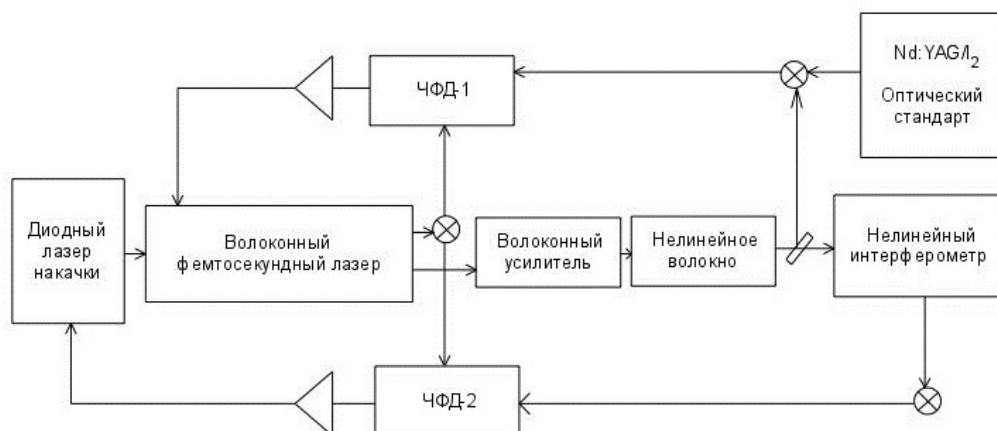 Nd:YAG/I2
Оптический
стандарт
ЧФД-1
Диодный
лазер
накачки
Волоконный
фемтосекундный лазер
Волоконный
усилитель
Нелинейное
волокно
Нелинейный
интерферометр
ЧФД-2